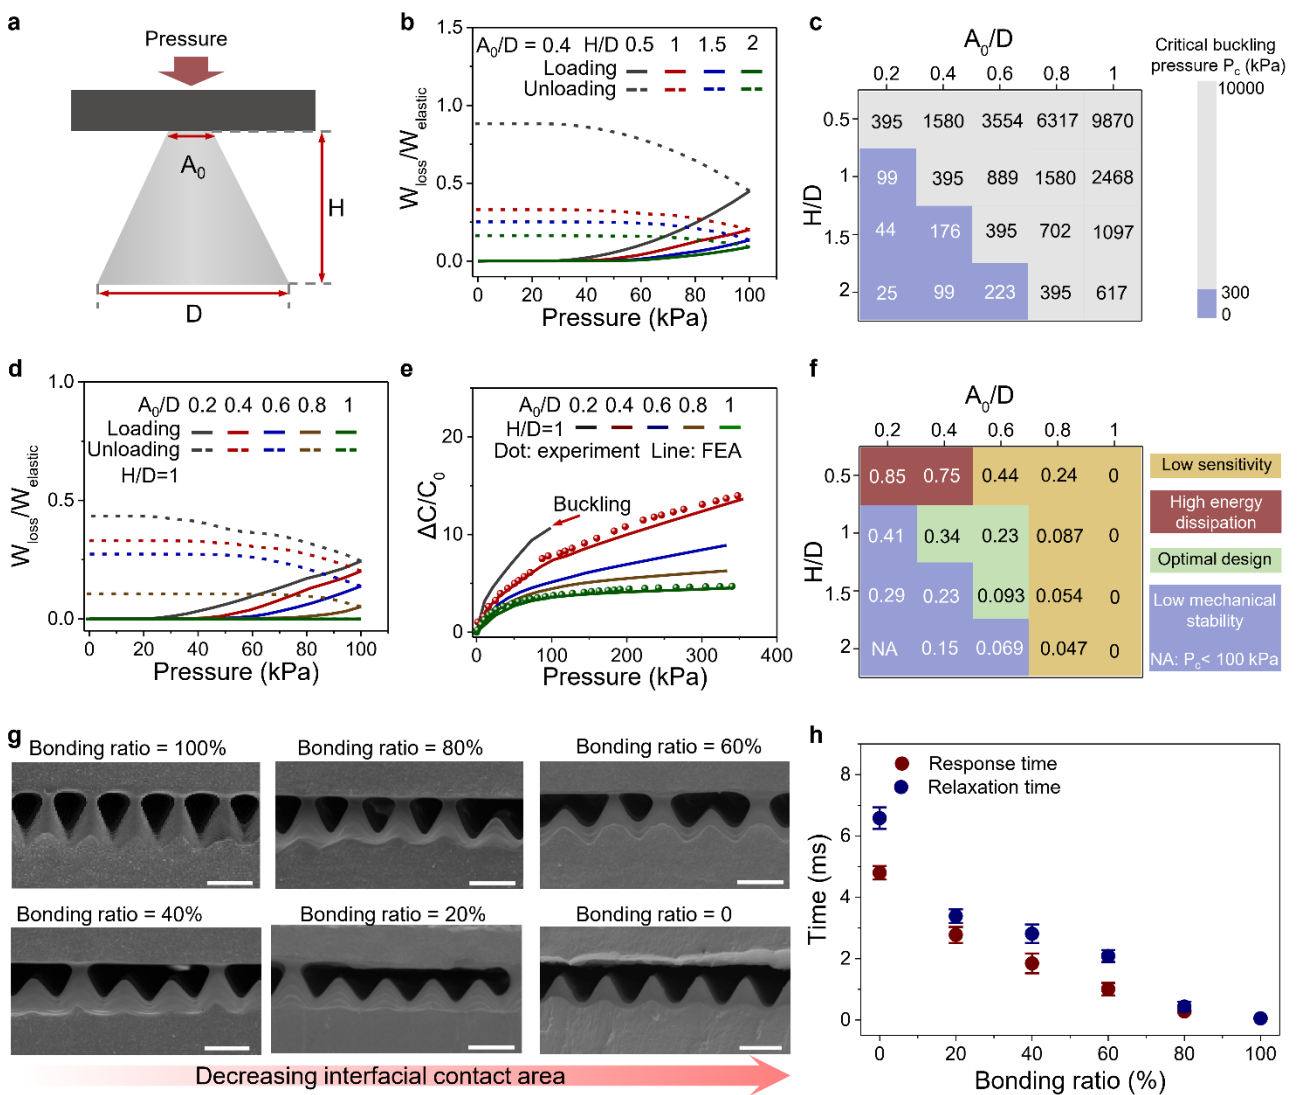 a
Pressure
A0
H
D
b
1.5
1.0
0.5
0.0
Wloss/Welastic
A0/D = 0.4 H/D 0.5 1 1.5 2
Loading
Unloading
0 20 40 60 80 100
Pressure (kPa)
c
A0/D
0.2 0.4 0.6 0.8 1
H/D
0.5 395 1580 3554 6317 9870
1 99 395 889 1580 2468
1.5 44 176 395 702 1097
2 25 99 223 395 617
Critical buckling
pressure Pc (kPa)
10000
300
0
d
1.0
0.5
0.0
Wloss/Welastic
A0/D 0.2 0.4 0.6 0.8 1
Loading
Unloading
H/D=1
0 20 40 60 80 100
Pressure (kPa)
e
20
10
0
ΔC/C0
A0/D 0.2 0.4 0.6 0.8 1
H/D=1
Dot: experiment Line: FEA
Buckling
0 100 200 300 400
Pressure (kPa)
f
A0/D
0.2 0.4 0.6 0.8 1
H/D
0.5 0.85 0.75 0.44 0.24 0
1 0.41 0.34 0.23 0.087 0
1.5 0.29 0.23 0.093 0.054 0
2 NA 0.15 0.069 0.047 0
Low sensitivity
High energy
dissipation
Optimal design
Low mechanical
stability
NA: Pc< 100 kPa
g
Bonding ratio = 100%
Bonding ratio = 80%
Bonding ratio = 60%
Bonding ratio = 40%
Bonding ratio = 20%
Bonding ratio = 0
Decreasing interfacial contact area
h
8
6
4
2
0
Time (ms)
Response time
Relaxation time
0 20 40 60 80 100
Bonding ratio (%)